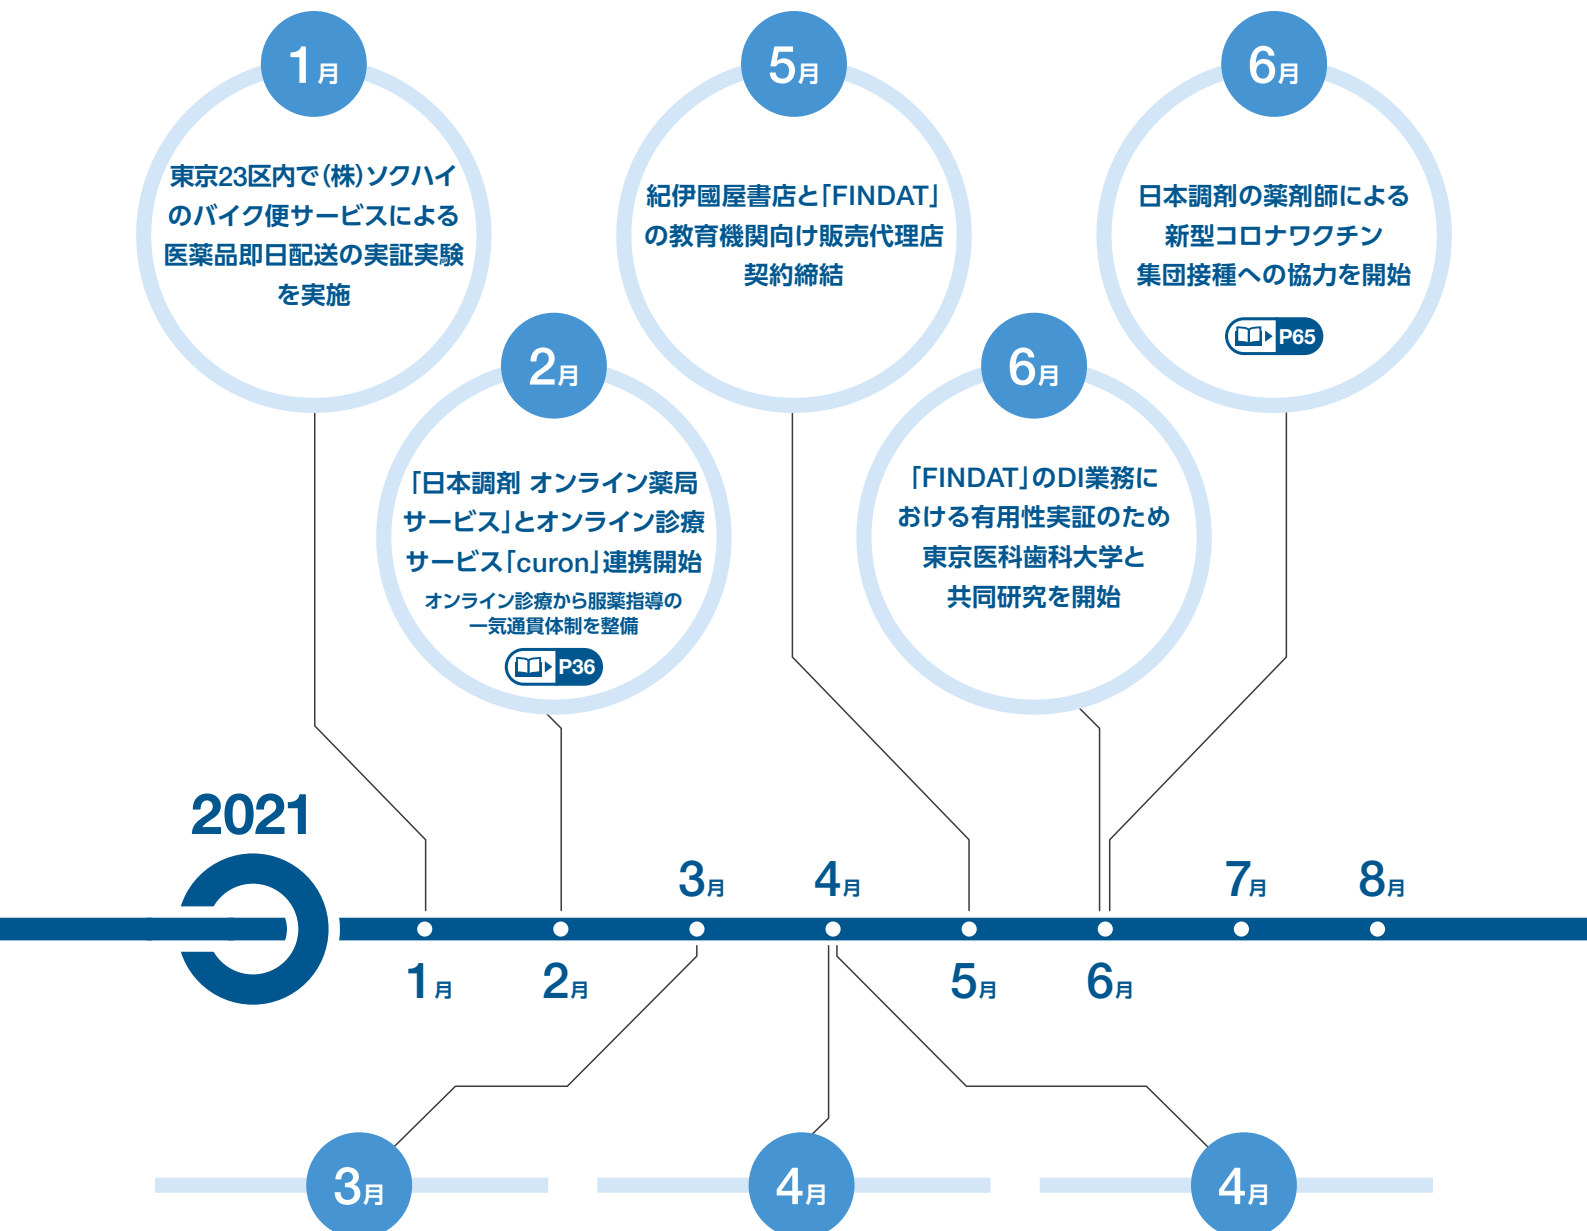 1月
東京23区内で(株)ソクハイ
のバイク便サービスによる
医薬品即日配送の実証実験
を実施
2月
「日本調剤 オンライン薬局
サービス」とオンライン診療
サービス「curon」連携開始
オンライン診療から服薬指導の
一気通貫体制を整備
P36
5月
紀伊國屋書店と「FINDAT」
の教育機関向け販売代理店
契約締結
6月
「FINDAT」のDI業務に
おける有用性実証のため
東京医科歯科大学と
共同研究を開始
6月
日本調剤の薬剤師による
新型コロナワクチン
集団接種への協力を開始
P65
2021
1月
2月
3月
4月
5月
6月
7月
8月
3月
4月
4月